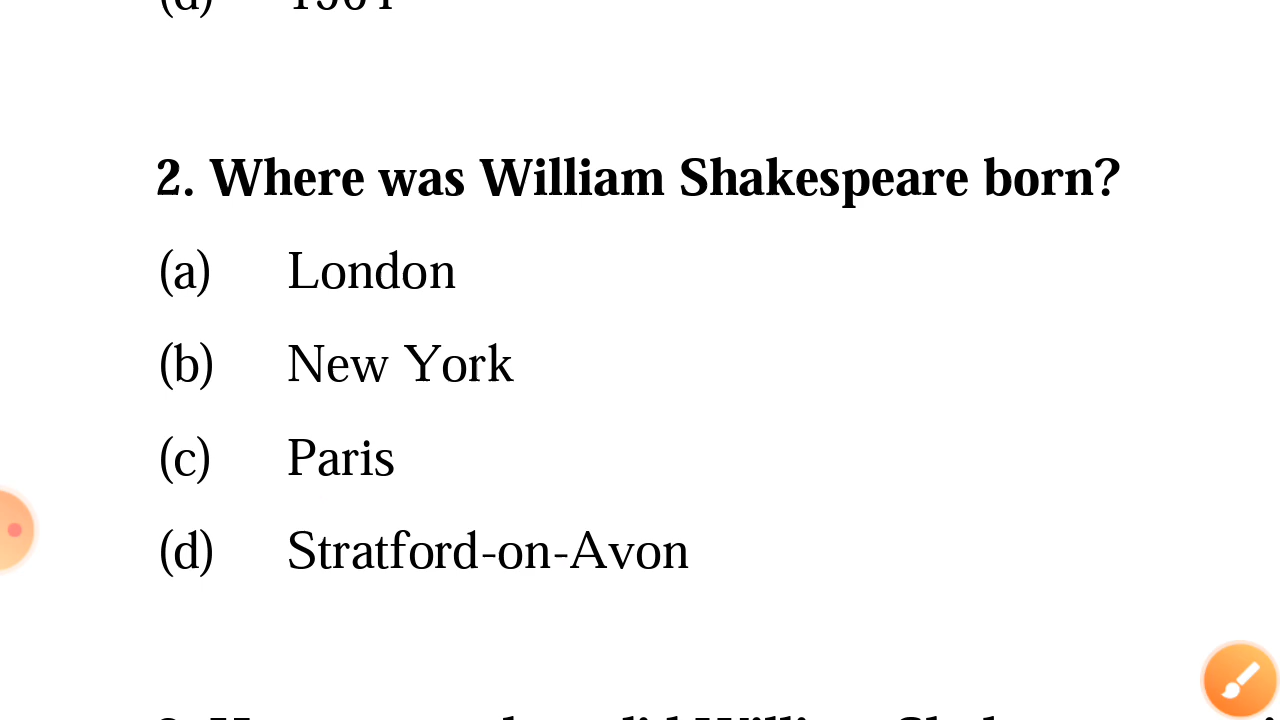 (d) 1564
2. Where was William Shakespeare born?
(a) London
(b) New York
(c) Paris
(d) Stratford-on-Avon